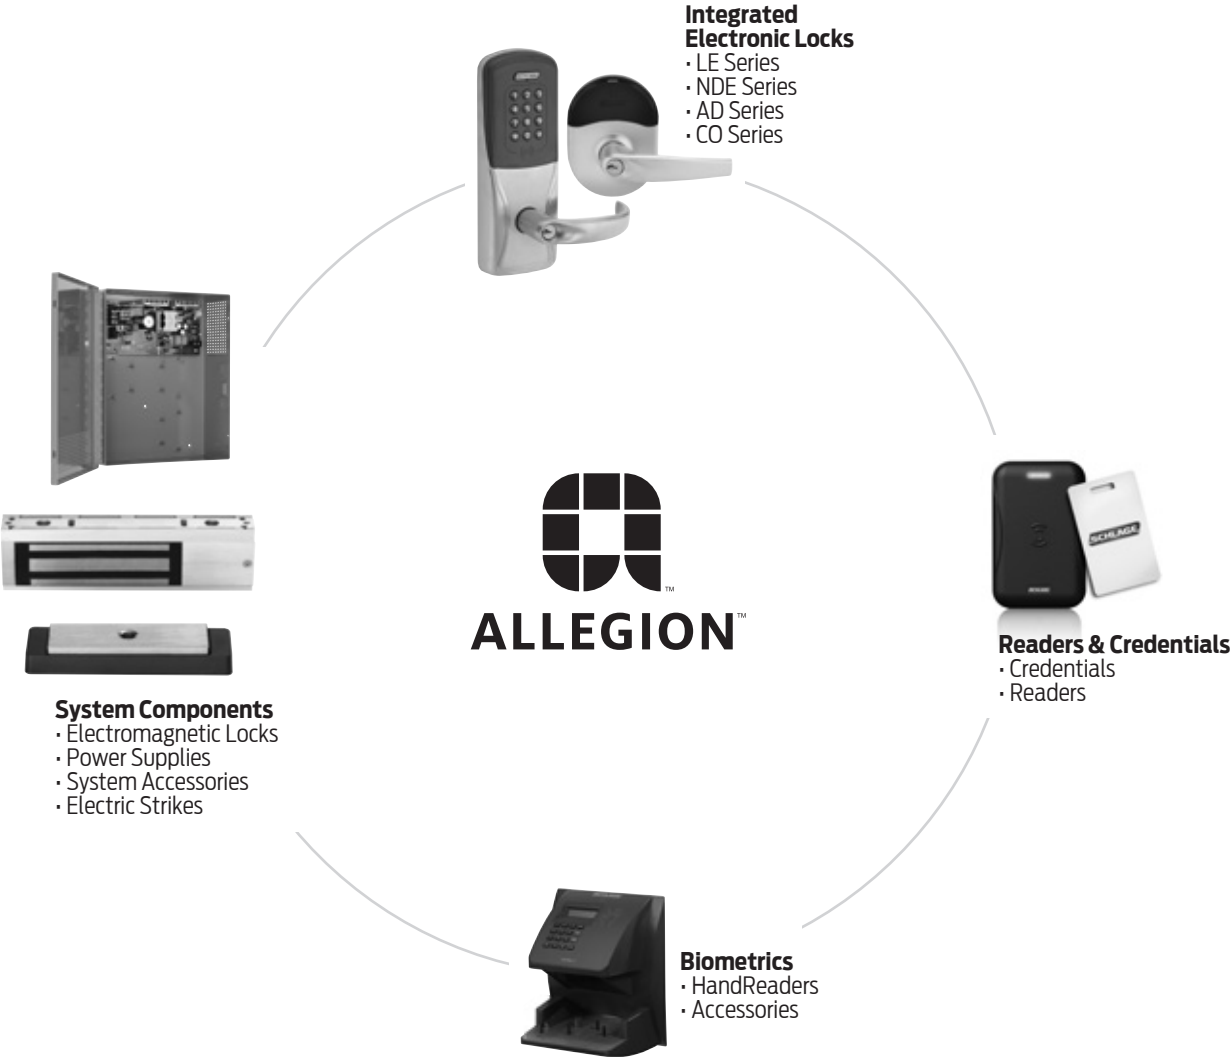 Integrated
Electronic Locks
· LE Series
· NDE Series
· AD Series
· CO Series
SCHLAGE
™
ALLEGION™
Readers & Credentials
· Credentials
· Readers
System Components
· Electromagnetic Locks
· Power Supplies
· System Accessories
· Electric Strikes
Biometrics
· HandReaders
· Accessories